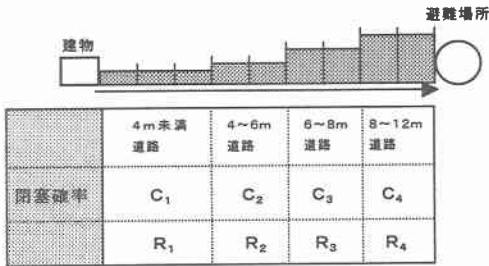 避難場所
建物
4m未満 4~6m 6~8m 8~12m
道路 道路 道路 道路
閉塞確率 C₁ C₂ C₃ C₄
R₁ R₂ R₃ R₄